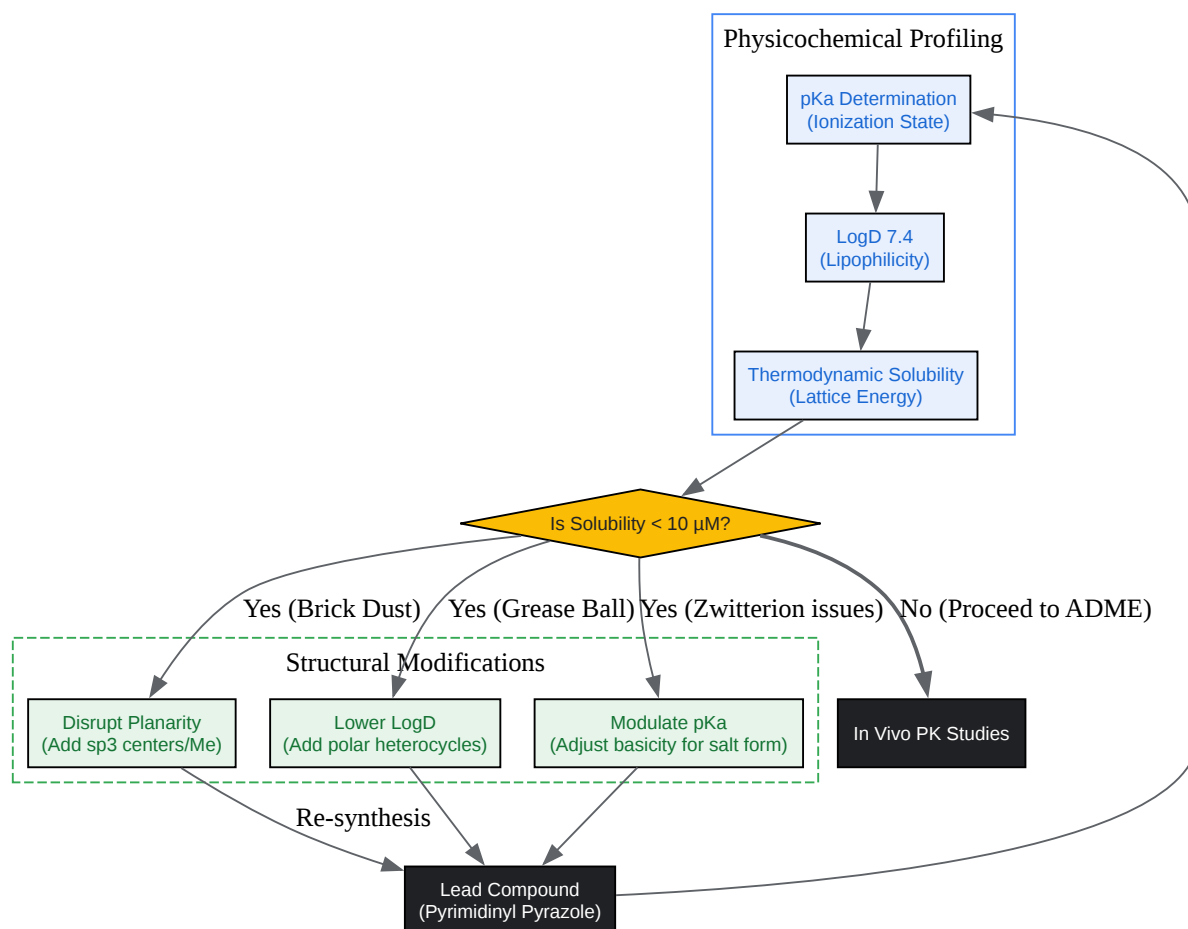 Physicochemical Profiling
pKa Determination
(Ionization State)
LogD 7.4
(Lipophilicity)
Thermodynamic Solubility
(Lattice Energy)
Is Solubility < 10 µM?
Yes (Brick Dust)
Yes (Grease Ball)
Yes (Zwitterion issues)
No (Proceed to ADME)
Structural Modifications
Disrupt Planarity
(Add sp3 centers/Me)
Lower LogD
(Add polar heterocycles)
Modulate pKa
(Adjust basicity for salt form)
In Vivo PK Studies
Re-synthesis
Lead Compound
(Pyrimidinyl Pyrazole)